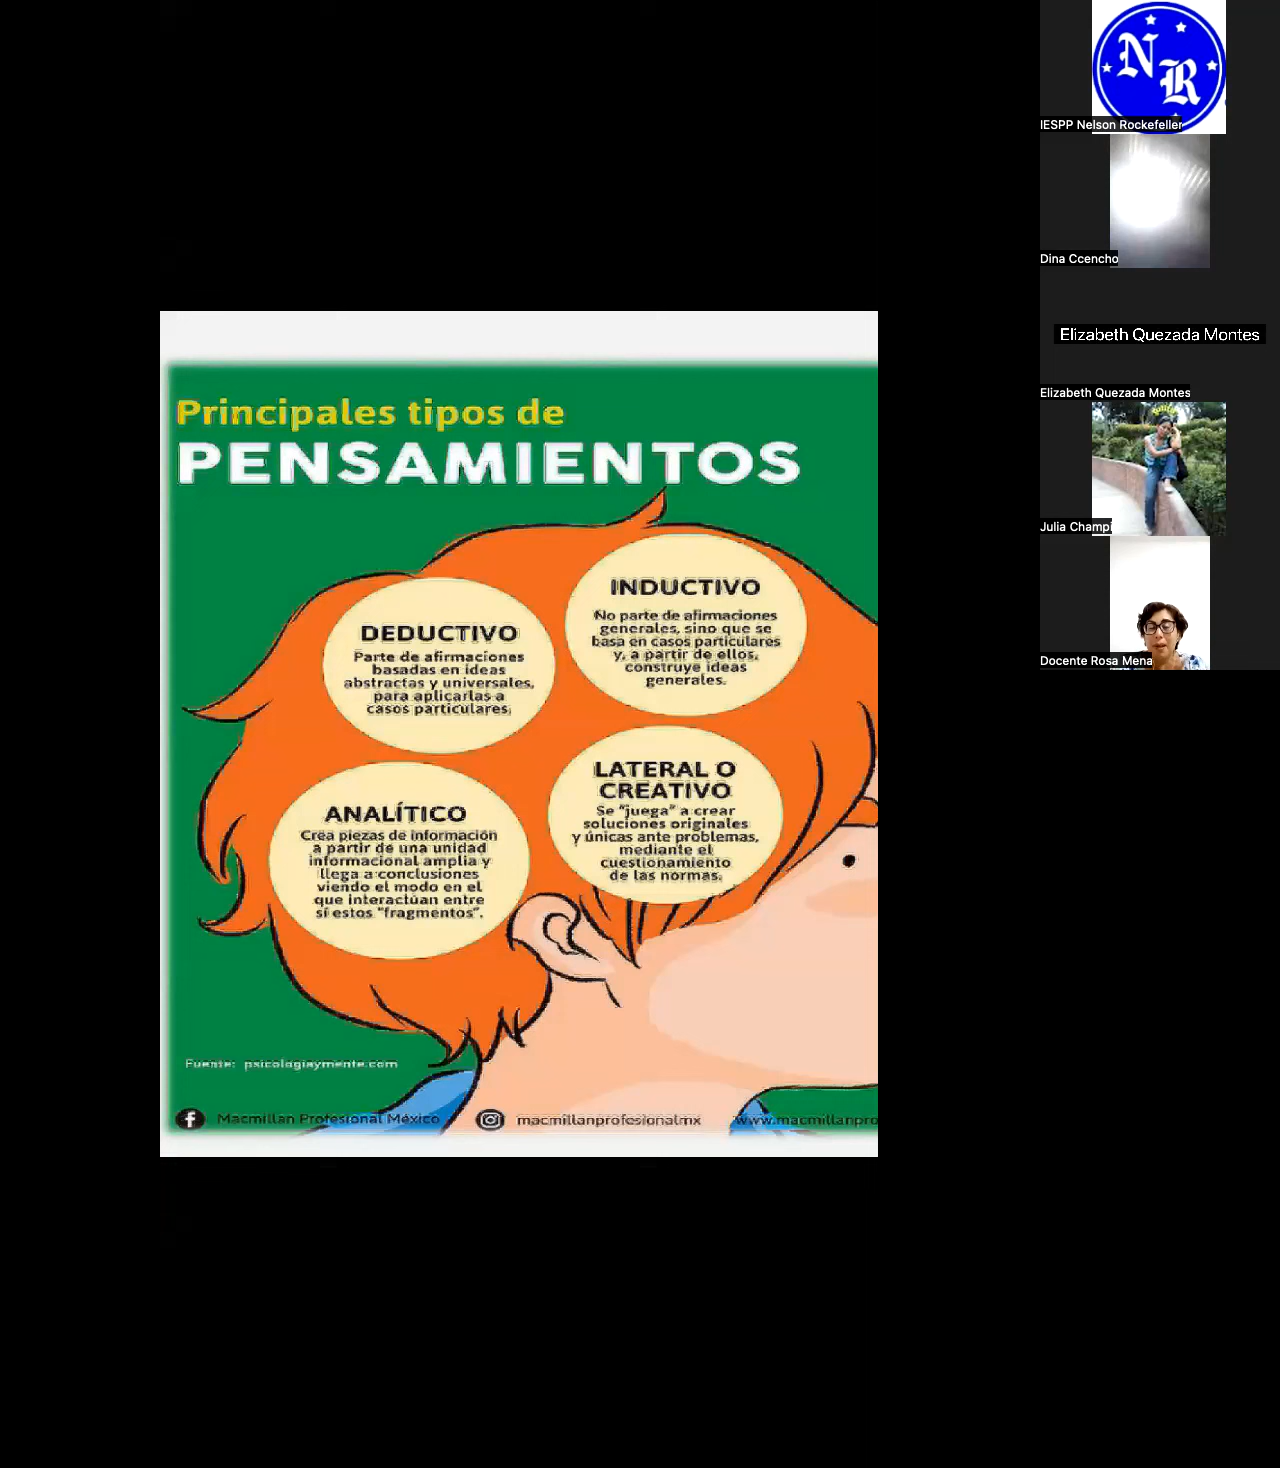 Principales tipos de
PENSAMIENTOS
DEDUCTIVO
Parte de afirmaciones
basadas en ideas
abstractas y universales,
para aplicarlas a
casos particulares.
INDUCTIVO
No parte de afirmaciones
generales, sino que se
basa en casos particulares
y, a partir de ellos,
construye ideas
generales.
ANALÍTICO
Crea piezas de información
a partir de una unidad
informacional amplia y
llega a conclusiones
viendo el modo en el
que interactúan entre
sí estos "fragmentos".
LATERAL O
CREATIVO
Se "juega" a crear
soluciones originales
y únicas ante problemas,
mediante el
cuestionamiento
de las normas.
Fuente: psicologiaymente.com
Macmillan Profesional México
macmillanprofesionalmx
www.macmillanpro
N R
IESPP Nelson Rockefeller
Dina Ccencho
Elizabeth Quezada Montes
Elizabeth Quezada Montes
Julia Champi
Docente Rosa Mena